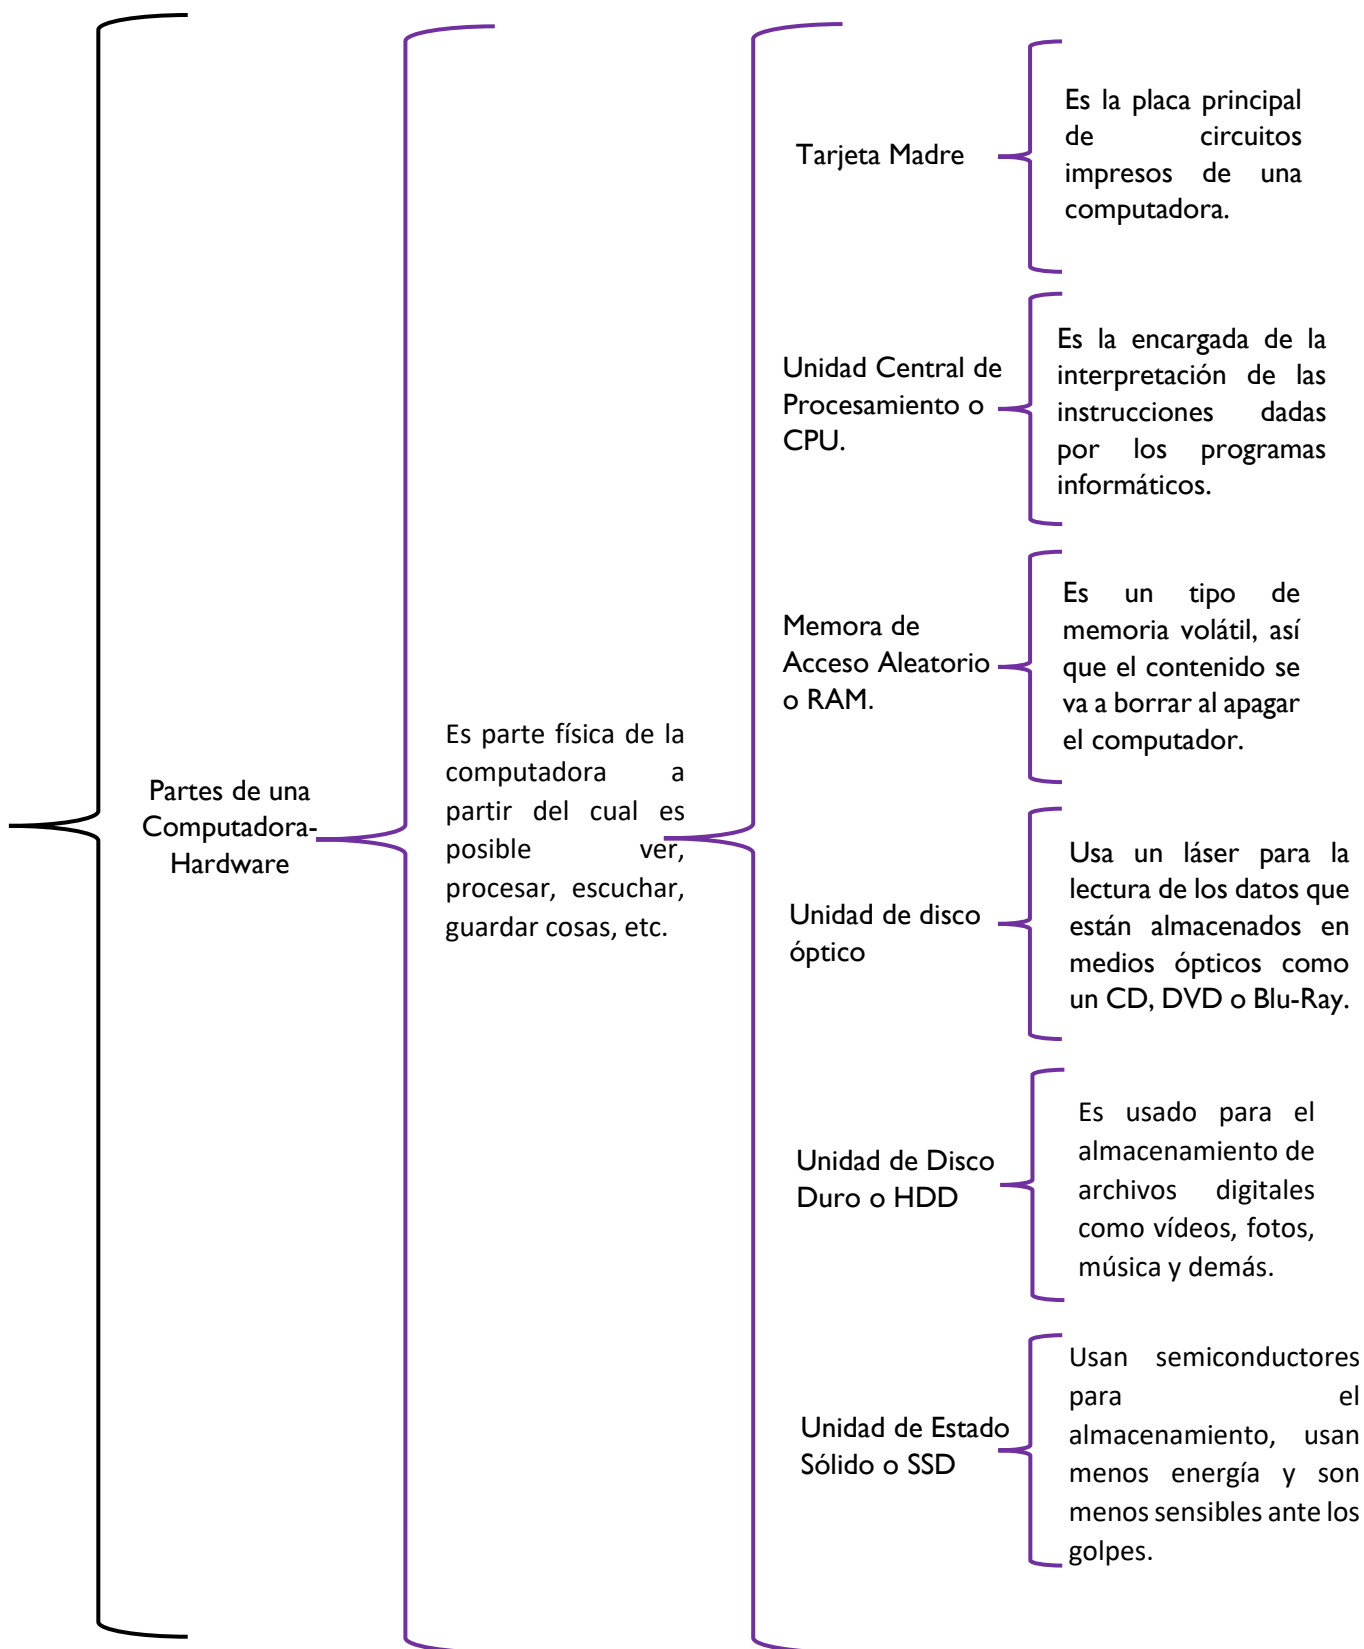 Partes de una
Computadora-
Hardware
Es parte física de la
computadora a
partir del cual es
posible ver,
procesar, escuchar,
guardar cosas, etc.
Tarjeta Madre
Es la placa principal
de circuitos
impresos de una
computadora.
Unidad Central de
Procesamiento o
CPU.
Es la encargada de la
interpretación de las
instrucciones dadas
por los programas
informáticos.
Memora de
Acceso Aleatorio
o RAM.
Es un tipo de
memoria volátil, así
que el contenido se
va a borrar al apagar
el computador.
Unidad de disco
óptico
Usa un láser para la
lectura de los datos que
están almacenados en
medios ópticos como
un CD, DVD o Blu-Ray.
Unidad de Disco
Duro o HDD
Es usado para el
almacenamiento de
archivos digitales
como vídeos, fotos,
música y demás.
Unidad de Estado
Sólido o SSD
Usan semiconductores
para el
almacenamiento, usan
menos energía y son
menos sensibles ante los
golpes.